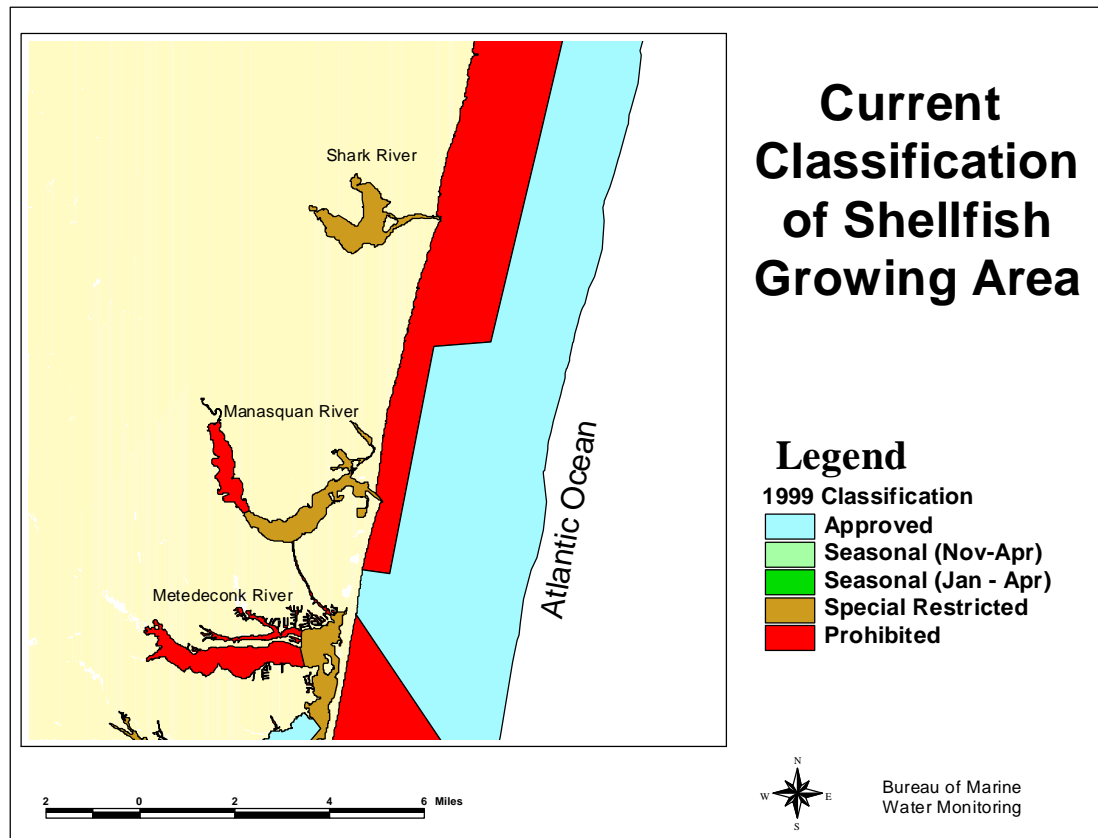 Current
Classification
of Shellfish
Growing Area
Shark River
Manasquan River
Metedeconk River
Atlantic Ocean
Legend
1999 Classification
Approved
Seasonal (Nov-Apr)
Seasonal (Jan - Apr)
Special Restricted
Prohibited
2 0 2 4 6 Miles
N
W E
S
Bureau of Marine
Water Monitoring